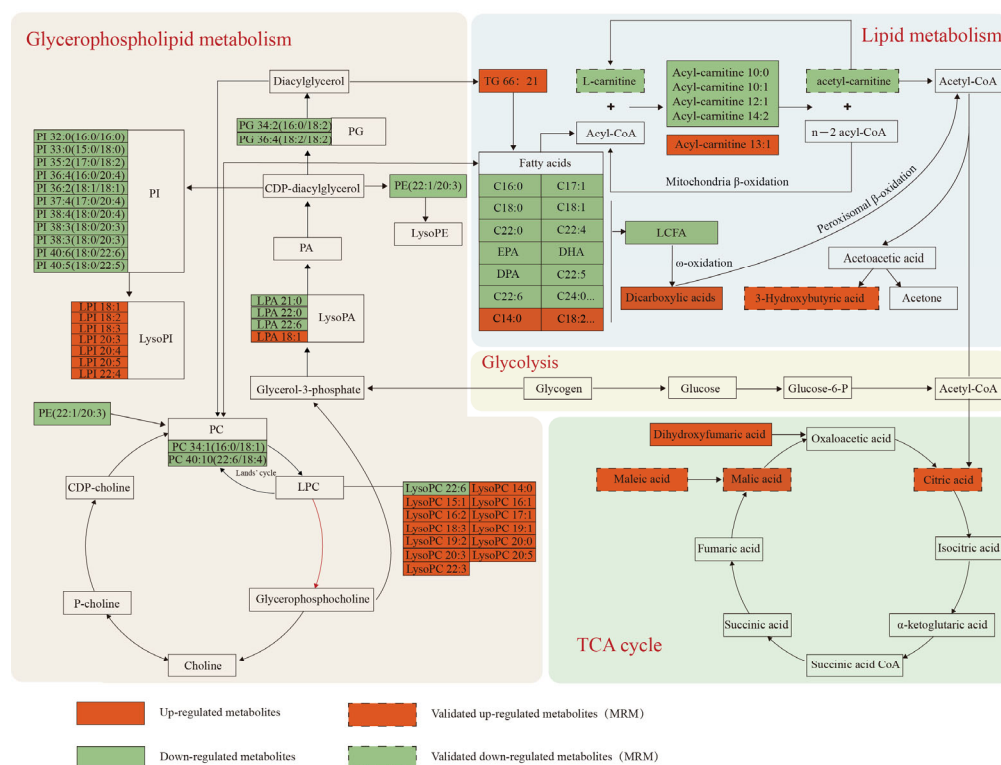 Glycerophospholipid metabolism
Diacylglycerol
PG 34:2(16:0/18:2)
PG 36:4(18:2/18:2)
PG
PI 32:0(16:0/16:0)
PI 33:0(15:0/18:0)
PI 35:2(17:0/18:2)
PI 36:4(16:0/20:4)
PI 36:2(18:1/18:1)
PI 37:4(17:0/20:4)
PI 38:4(18:0/20:4)
PI 38:3(18:0/20:3)
PI 38:3(18:0/20:3)
PI 40:6(18:0/22:6)
PI 40:5(18:0/22:5)
PI
CDP-diacylglycerol
PE(22:1/20:3)
LysoPE
PA
LPA 21:0
LPA 22:0
LPA 22:6
LPA 18:1
LysoPA
LPI 18:1
LPI 18:2
LPI 18:3
LPI 20:3
LPI 20:4
LPI 20:5
LPI 22:4
LysoPI
Glycerol-3-phosphate
PE(22:1/20:3)
PC
PC 34:1(16:0/18:1)
PC 40:10(22:6/18:4)
Lands' cycle
CDP-choline
LPC
LysoPC 22:6 LysoPC 14:0
LysoPC 15:1 LysoPC 16:1
LysoPC 16:2 LysoPC 17:1
LysoPC 18:3 LysoPC 19:1
LysoPC 19:2 LysoPC 20:0
LysoPC 20:3 LysoPC 20:5
LysoPC 22:3
P-choline
Glycerophosphocholine
Choline
Lipid metabolism
TG 66: 21
L-carnitine
+
Acyl-CoA
Acyl-carnitine 10:0
Acyl-carnitine 10:1
Acyl-carnitine 12:1
Acyl-carnitine 14:2
Acyl-carnitine 13:1
acetyl-carnitine
+
n−2 acyl-CoA
Acetyl-CoA
Mitochondria β-oxidation
Fatty acids
C16:0 C17:1
C18:0 C18:1
C22:0 C22:4
EPA DHA
DPA C22:5
C22:6 C24:0...
C14:0 C18:2...
LCFA
ω-oxidation
Dicarboxylic acids
Peroxisomal β-oxidation
Acetoacetic acid
3-Hydroxybutyric acid
Acetone
Glycolysis
Glycogen
Glucose
Glucose-6-P
Acetyl-CoA
Dihydroxyfumaric acid
Oxaloacetic acid
Maleic acid
Malic acid
Citric acid
Fumaric acid
Isocitric acid
Succinic acid
α-ketoglutaric acid
Succinic acid CoA
TCA cycle
Up-regulated metabolites
Validated up-regulated metabolites（MRM）
Down-regulated metabolites
Validated down-regulated metabolites（MRM）